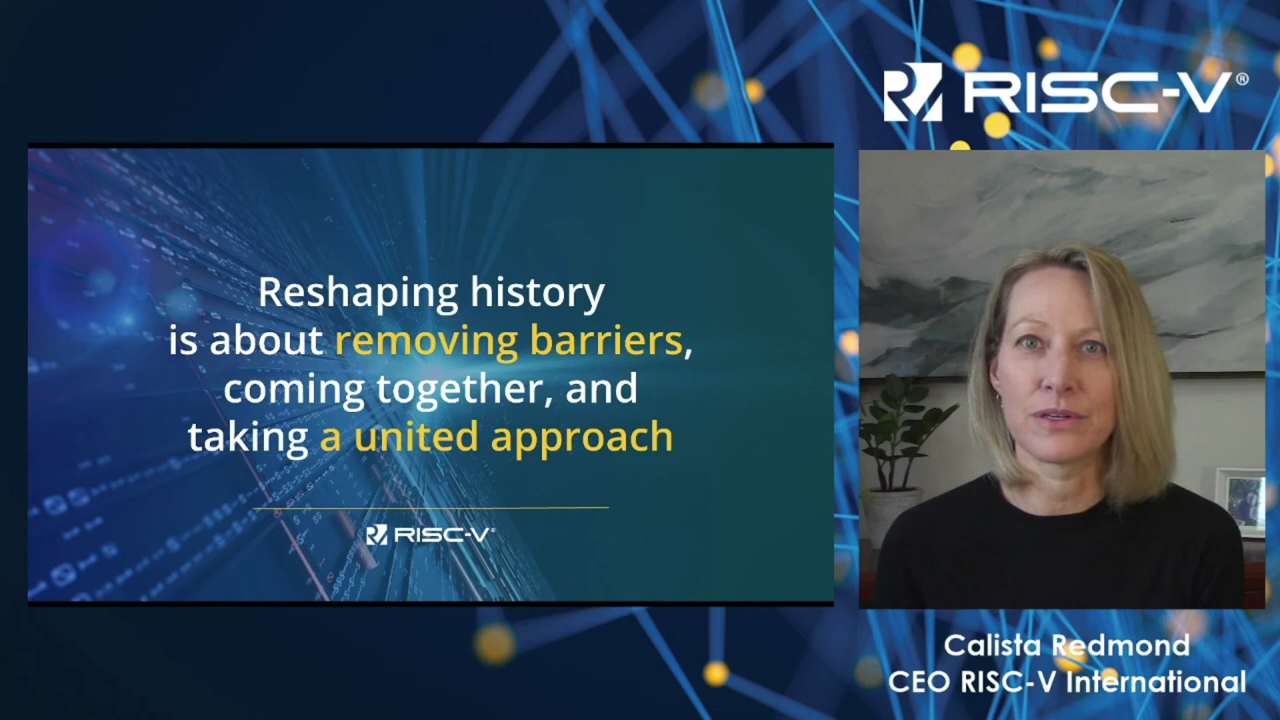 RISC-V®
Reshaping history
is about removing barriers,
coming together, and
taking a united approach
RISC-V®
Calista Redmond
CEO RISC-V International